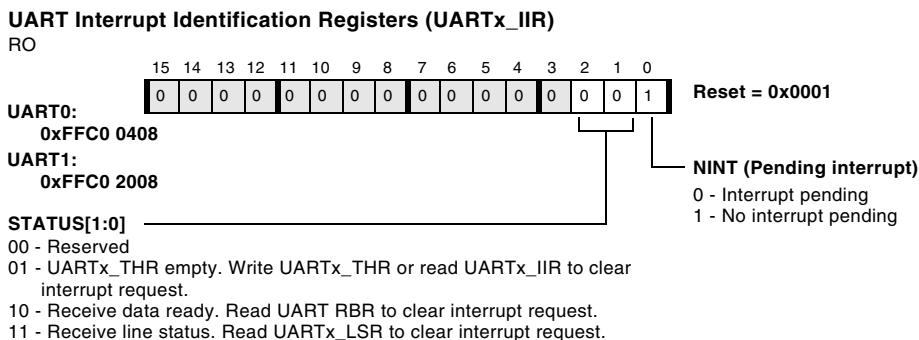 UART Interrupt Identification Registers (UARTx_IIR)
RO
15 14 13 12 11 10 9 8 7 6 5 4 3 2 1 0
0 0 0 0 0 0 0 0 0 0 0 0 0 0 0 1
Reset = 0x0001
UART0:
0xFFC0 0408
UART1:
0xFFC0 2008
NINT (Pending interrupt)
0 - Interrupt pending
1 - No interrupt pending
STATUS[1:0]
00 - Reserved
01 - UARTx_THR empty. Write UARTx_THR or read UARTx_IIR to clear
interrupt request.
10 - Receive data ready. Read UART RBR to clear interrupt request.
11 - Receive line status. Read UARTx_LSR to clear interrupt request.